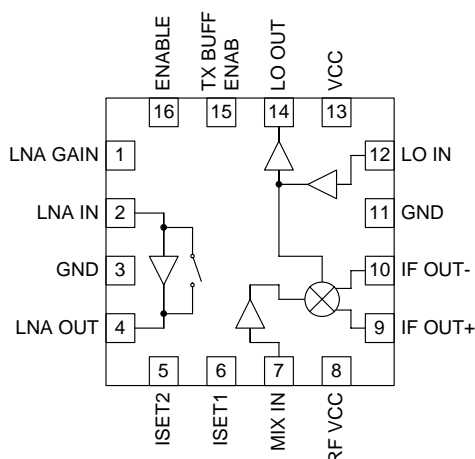 ENABLE
TX BUFF
ENAB
LO OUT
VCC
16
15
14
13
LNA GAIN
1
12
LO IN
LNA IN
2
11
GND
GND
3
10
IF OUT-
LNA OUT
4
9
IF OUT+
5
6
7
8
ISET2
ISET1
MIX IN
RF VCC